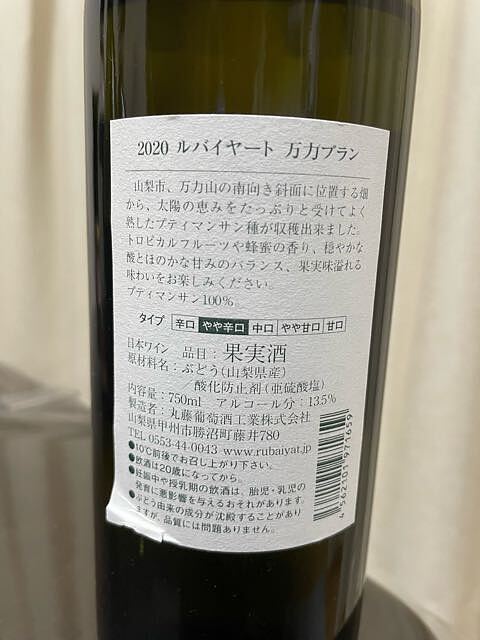 2020 ルバイヤート 万力ブラン
山梨市、万力山の南向き斜面に位置する畑
から、太陽の恵みをたっぷりと受けてよく
熟したプティマンサン種が収穫出来ました。
トロピカルフルーツや蜂蜜の香り、穏やかな
酸とほのかな甘みのバランス、果実味溢れる
味わいをお楽しみください。
プティマンサン100%。
タイプ 辛口 やや辛口 中口 やや甘口 甘口
日本ワイン 品目：果実酒
原材料名：ぶどう(山梨県産)
酸化防止剤(亜硫酸塩)
内容量：750ml アルコール分：13.5%
製造者：丸藤葡萄酒工業株式会社
山梨県甲州市勝沼町藤井780
TEL 0553-44-0043 www.rubaiyat.jp
●10℃前後でお召し上がり下さい。
●飲酒は20歳になってから。
●妊娠中や授乳期の飲酒は、胎児・乳児の
発育に悪影響を与えるおそれがあります。
●ぶどう由来の成分が沈殿することがあり
ますが、品質には問題ありません。
4562101971659